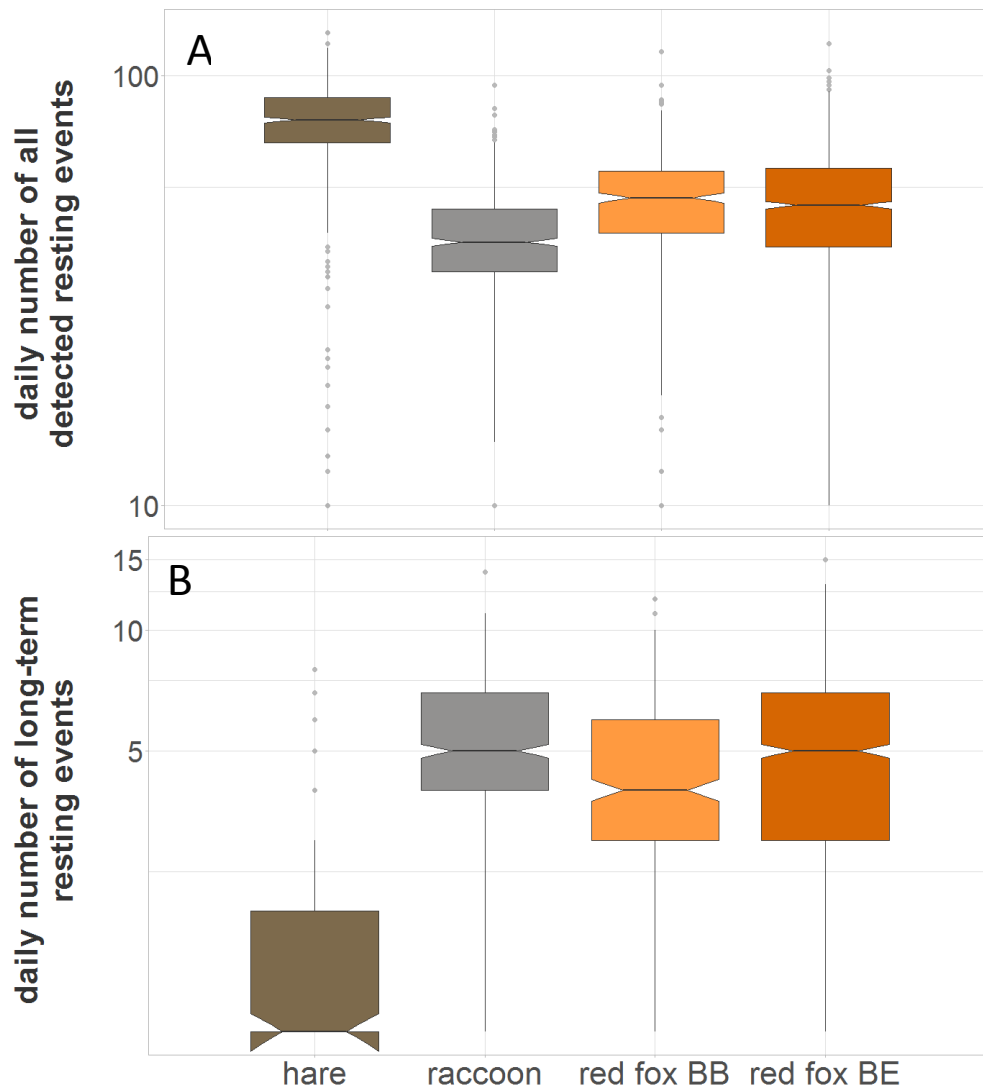 A
daily number of all
detected resting events
100
10
B
daily number of long-term
resting events
15
10
5
hare raccoon red fox BB red fox BE